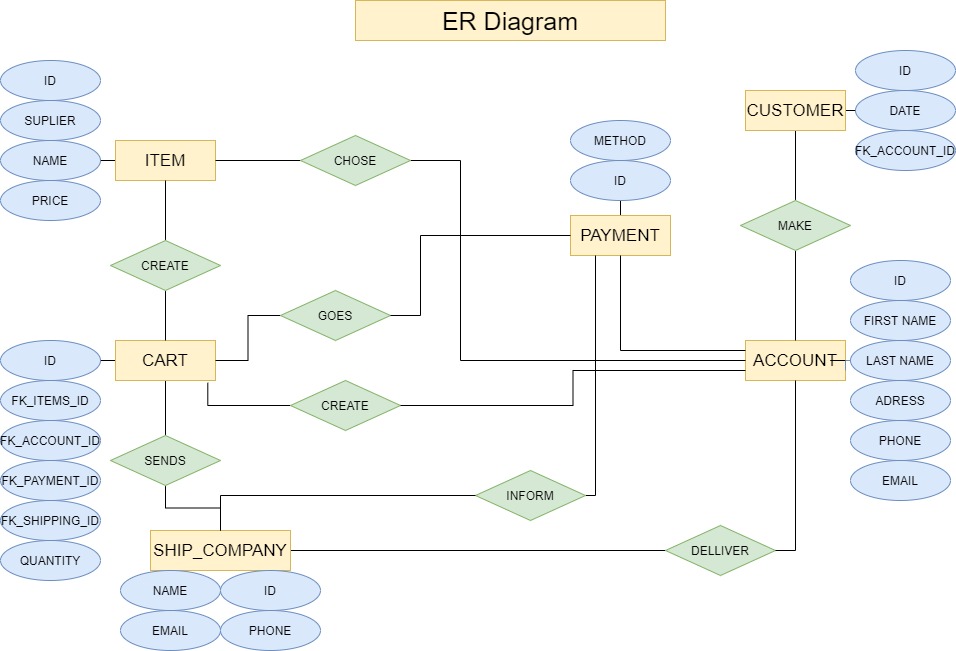 ER Diagram
ID
SUPLIER
NAME
PRICE
ITEM
CHOSE
METHOD
ID
PAYMENT
CUSTOMER
ID
DATE
FK_ACCOUNT_ID
MAKE
CREATE
GOES
ID
FIRST NAME
LAST NAME
ADRESS
PHONE
EMAIL
ACCOUNT
CART
ID
FK_ITEMS_ID
FK_ACCOUNT_ID
FK_PAYMENT_ID
FK_SHIPPING_ID
QUANTITY
CREATE
SENDS
INFORM
SHIP_COMPANY
DELLIVER
NAME
ID
EMAIL
PHONE